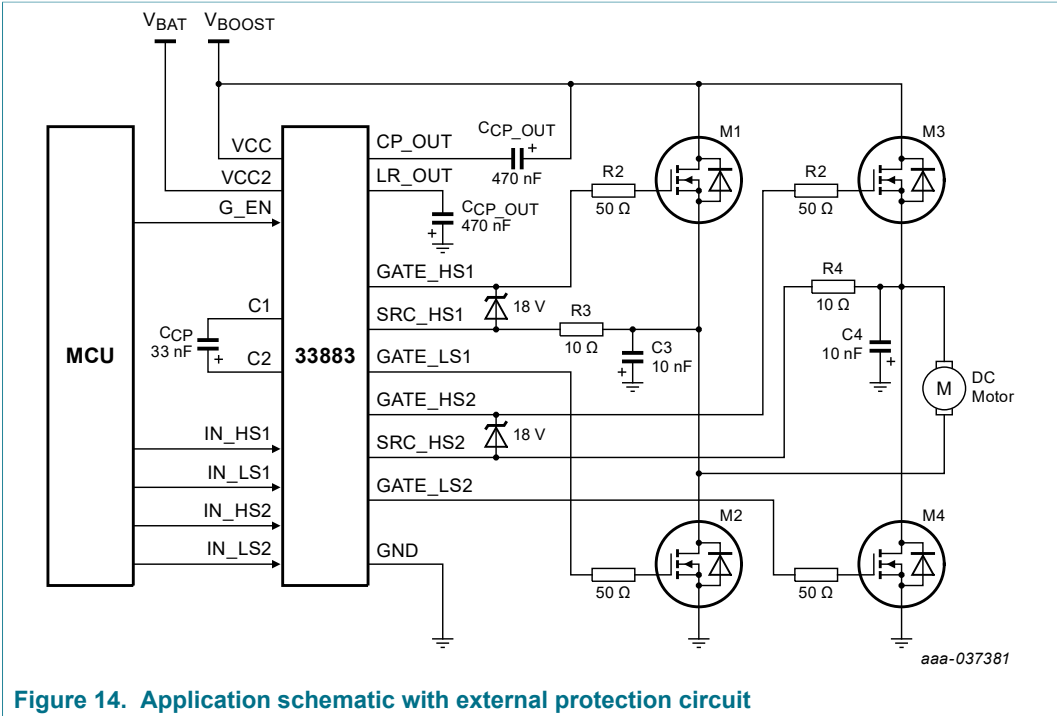 VBAT VBOOST
M1 M3
CCP_OUT
VCC CP_OUT +
470 nF
VCC2 LR_OUT R2 R2
G_EN CCP_OUT 50 Ω 50 Ω
+ 470 nF
GATE_HS1 R4
C1 18 V
SRC_HS1 R3 10 Ω
CCP
33 nF + MCU 33883 10 Ω C3 C4
C2 GATE_LS1 + 10 nF 10 nF +
M DC
Motor
GATE_HS2
IN_HS1 18 V
SRC_HS2
IN_LS1 GATE_LS2
IN_HS2 M2 M4
IN_LS2 GND
50 Ω 50 Ω
aaa-037381
Figure 14. Application schematic with external protection circuit